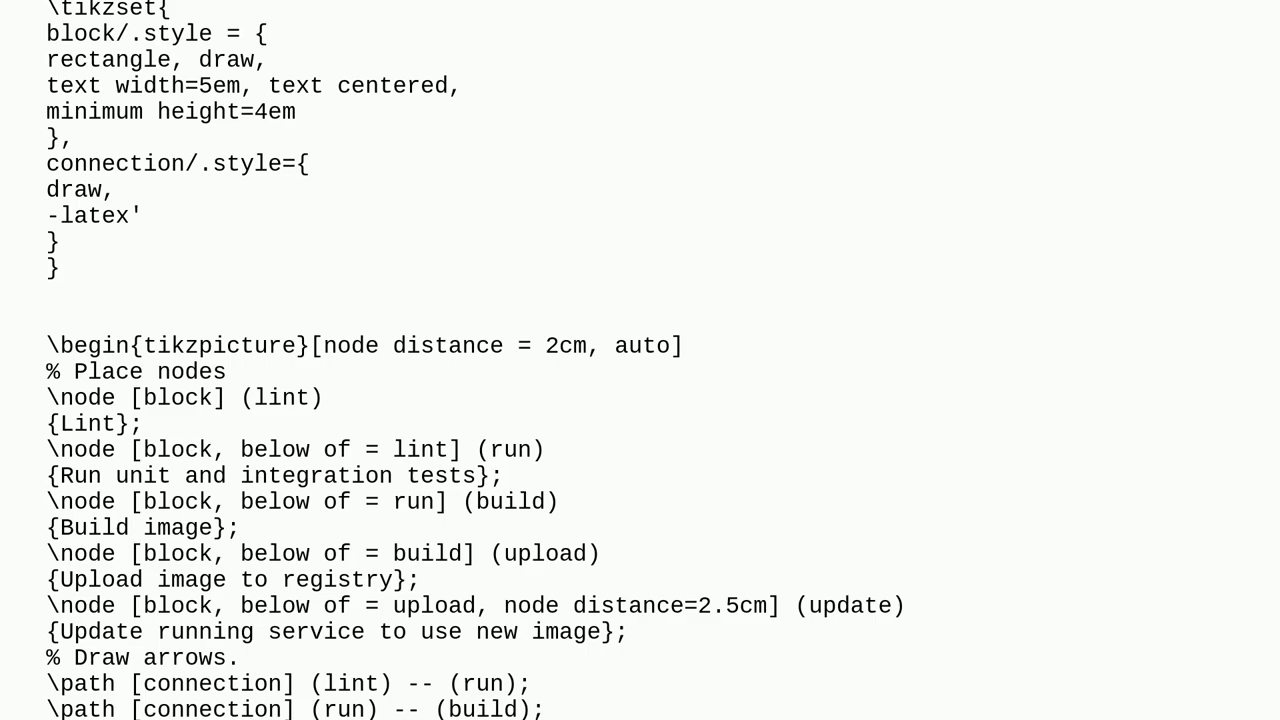 \tikzset{
block/.style = {
rectangle, draw,
text width=5em, text centered,
minimum height=4em
},
connection/.style={
draw,
-latex'
}
}
\begin{tikzpicture}[node distance = 2cm, auto]
% Place nodes
\node [block] (lint)
{Lint};
\node [block, below of = lint] (run)
{Run unit and integration tests};
\node [block, below of = run] (build)
{Build image};
\node [block, below of = build] (upload)
{Upload image to registry};
\node [block, below of = upload, node distance=2.5cm] (update)
{Update running service to use new image};
% Draw arrows.
\path [connection] (lint) -- (run);
\path [connection] (run) -- (build);